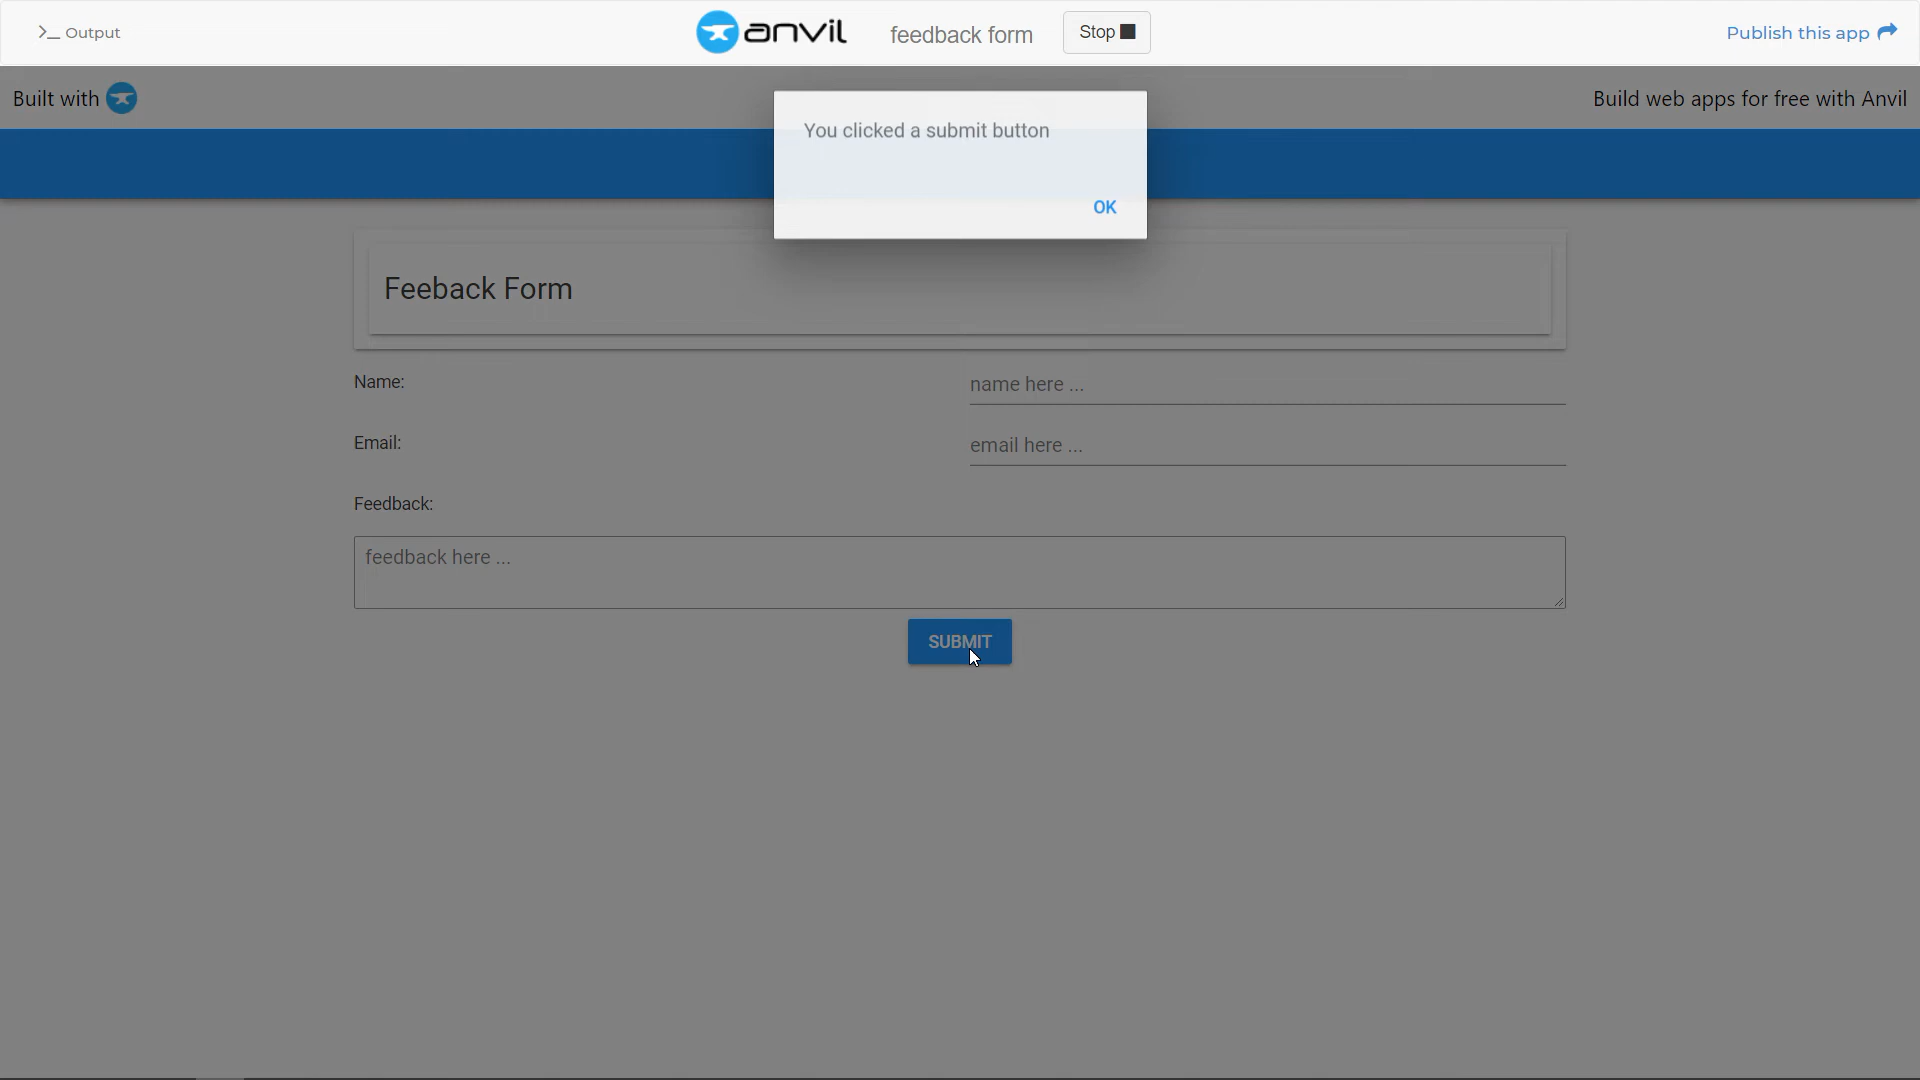 >_ Output
anvil
feedback form
Stop
Publish this app
Built with
Build web apps for free with Anvil
You clicked a submit button
OK
Feeback Form
Name:
name here ...
Email:
email here ...
Feedback:
feedback here ...
SUBMIT